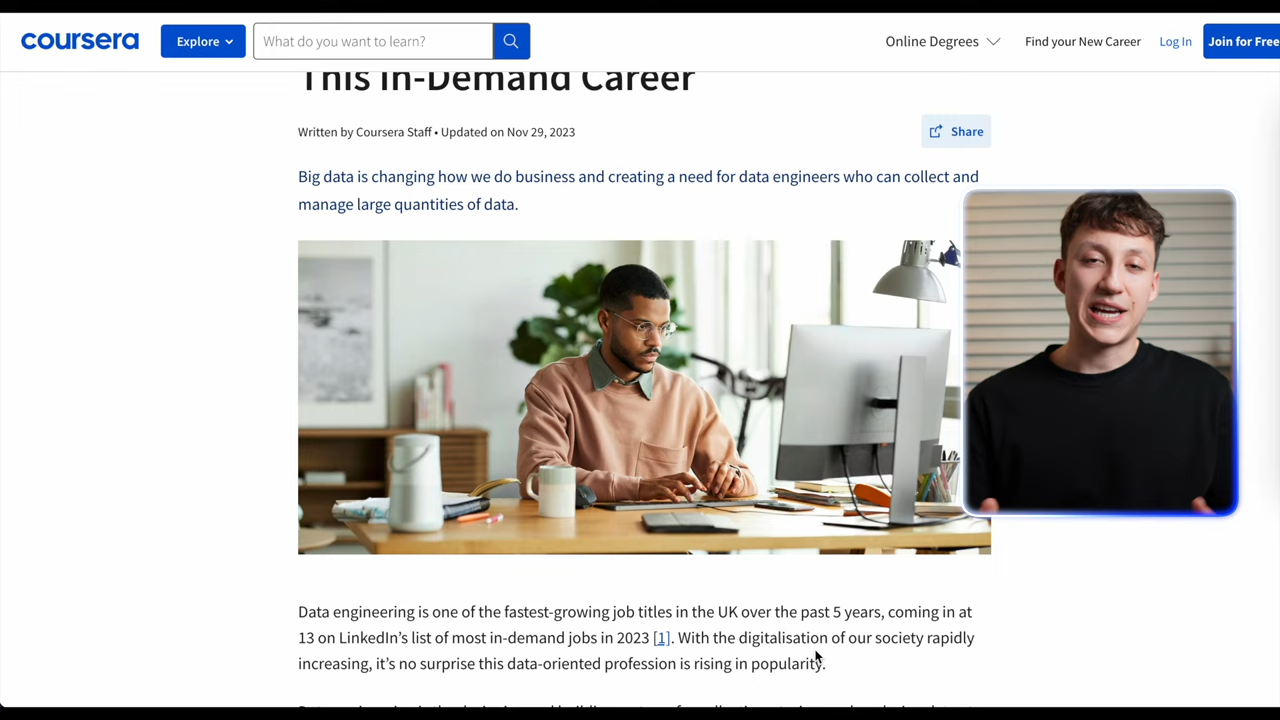 coursera
Explore
What do you want to learn?
Online Degrees
Find your New Career
Log In
Join for Free
This In-Demand Career
Written by Coursera Staff • Updated on Nov 29, 2023
Share
Big data is changing how we do business and creating a need for data engineers who can collect and
manage large quantities of data.
Data engineering is one of the fastest-growing job titles in the UK over the past 5 years, coming in at
13 on LinkedIn’s list of most in-demand jobs in 2023 [1]. With the digitalisation of our society rapidly
increasing, it’s no surprise this data-oriented profession is rising in popularity.